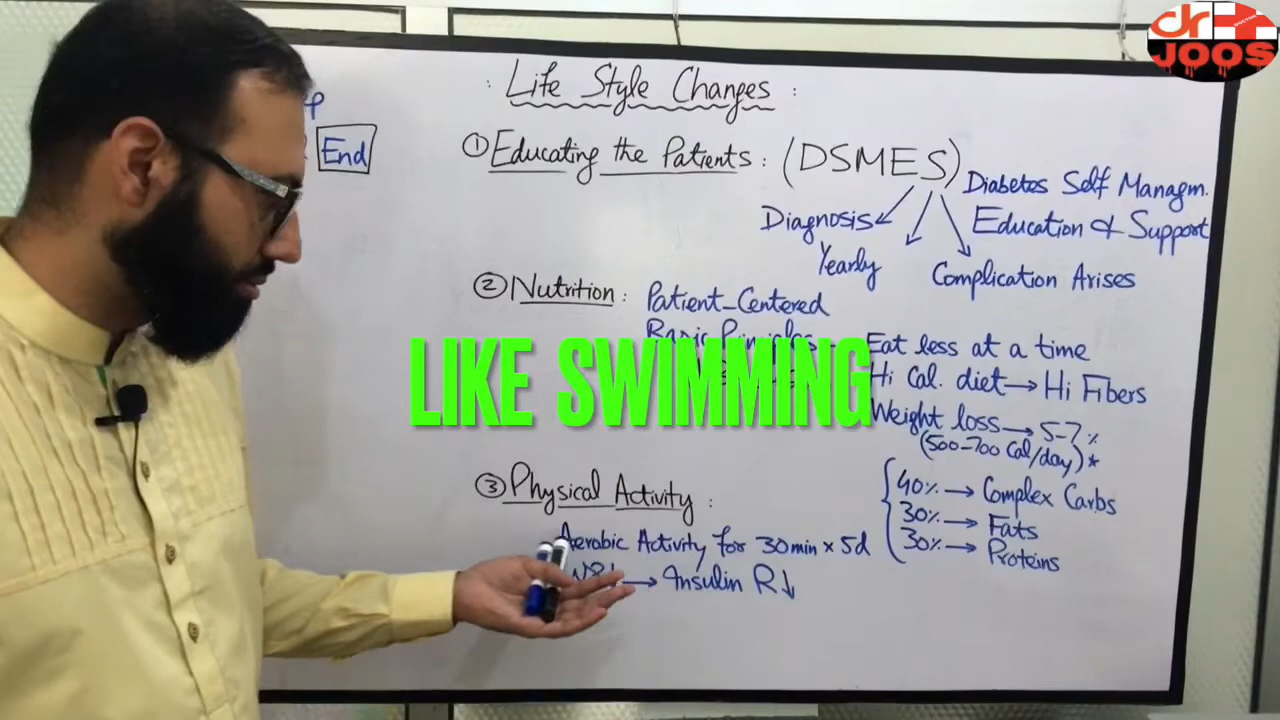 dr
DOCTOR
JOOS
: Life Style Changes :
End
① Educating the Patients : (DSMES)
Diabetes Self Managm.
Education & Support
Diagnosis
Yearly
Complication Arises
② Nutrition : Patient-Centered
Eat less at a time
Hi Cal. diet → Hi Fibers
LIKE SWIMMING
Weight loss → 5-7%
(500-700 Cal/day)*
③ Physical Activity :
40% → Complex Carbs
30% → Fats
30% → Proteins
Aerobic Activity for 30min x 5d
→ Insulin R↓